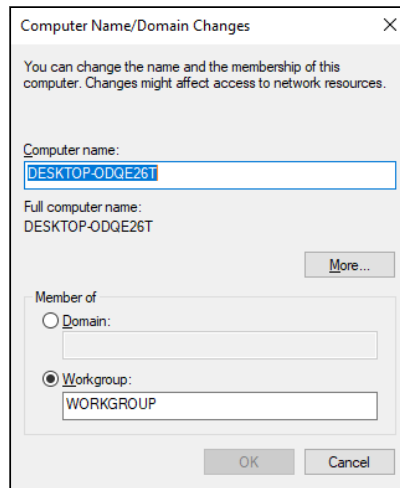 Computer Name/Domain Changes
You can change the name and the membership of this
computer. Changes might affect access to network resources.
Computer name:
DESKTOP-ODQE26T
Full computer name:
DESKTOP-ODQE26T
More...
Member of
Domain:
Workgroup:
WORKGROUP
OK
Cancel